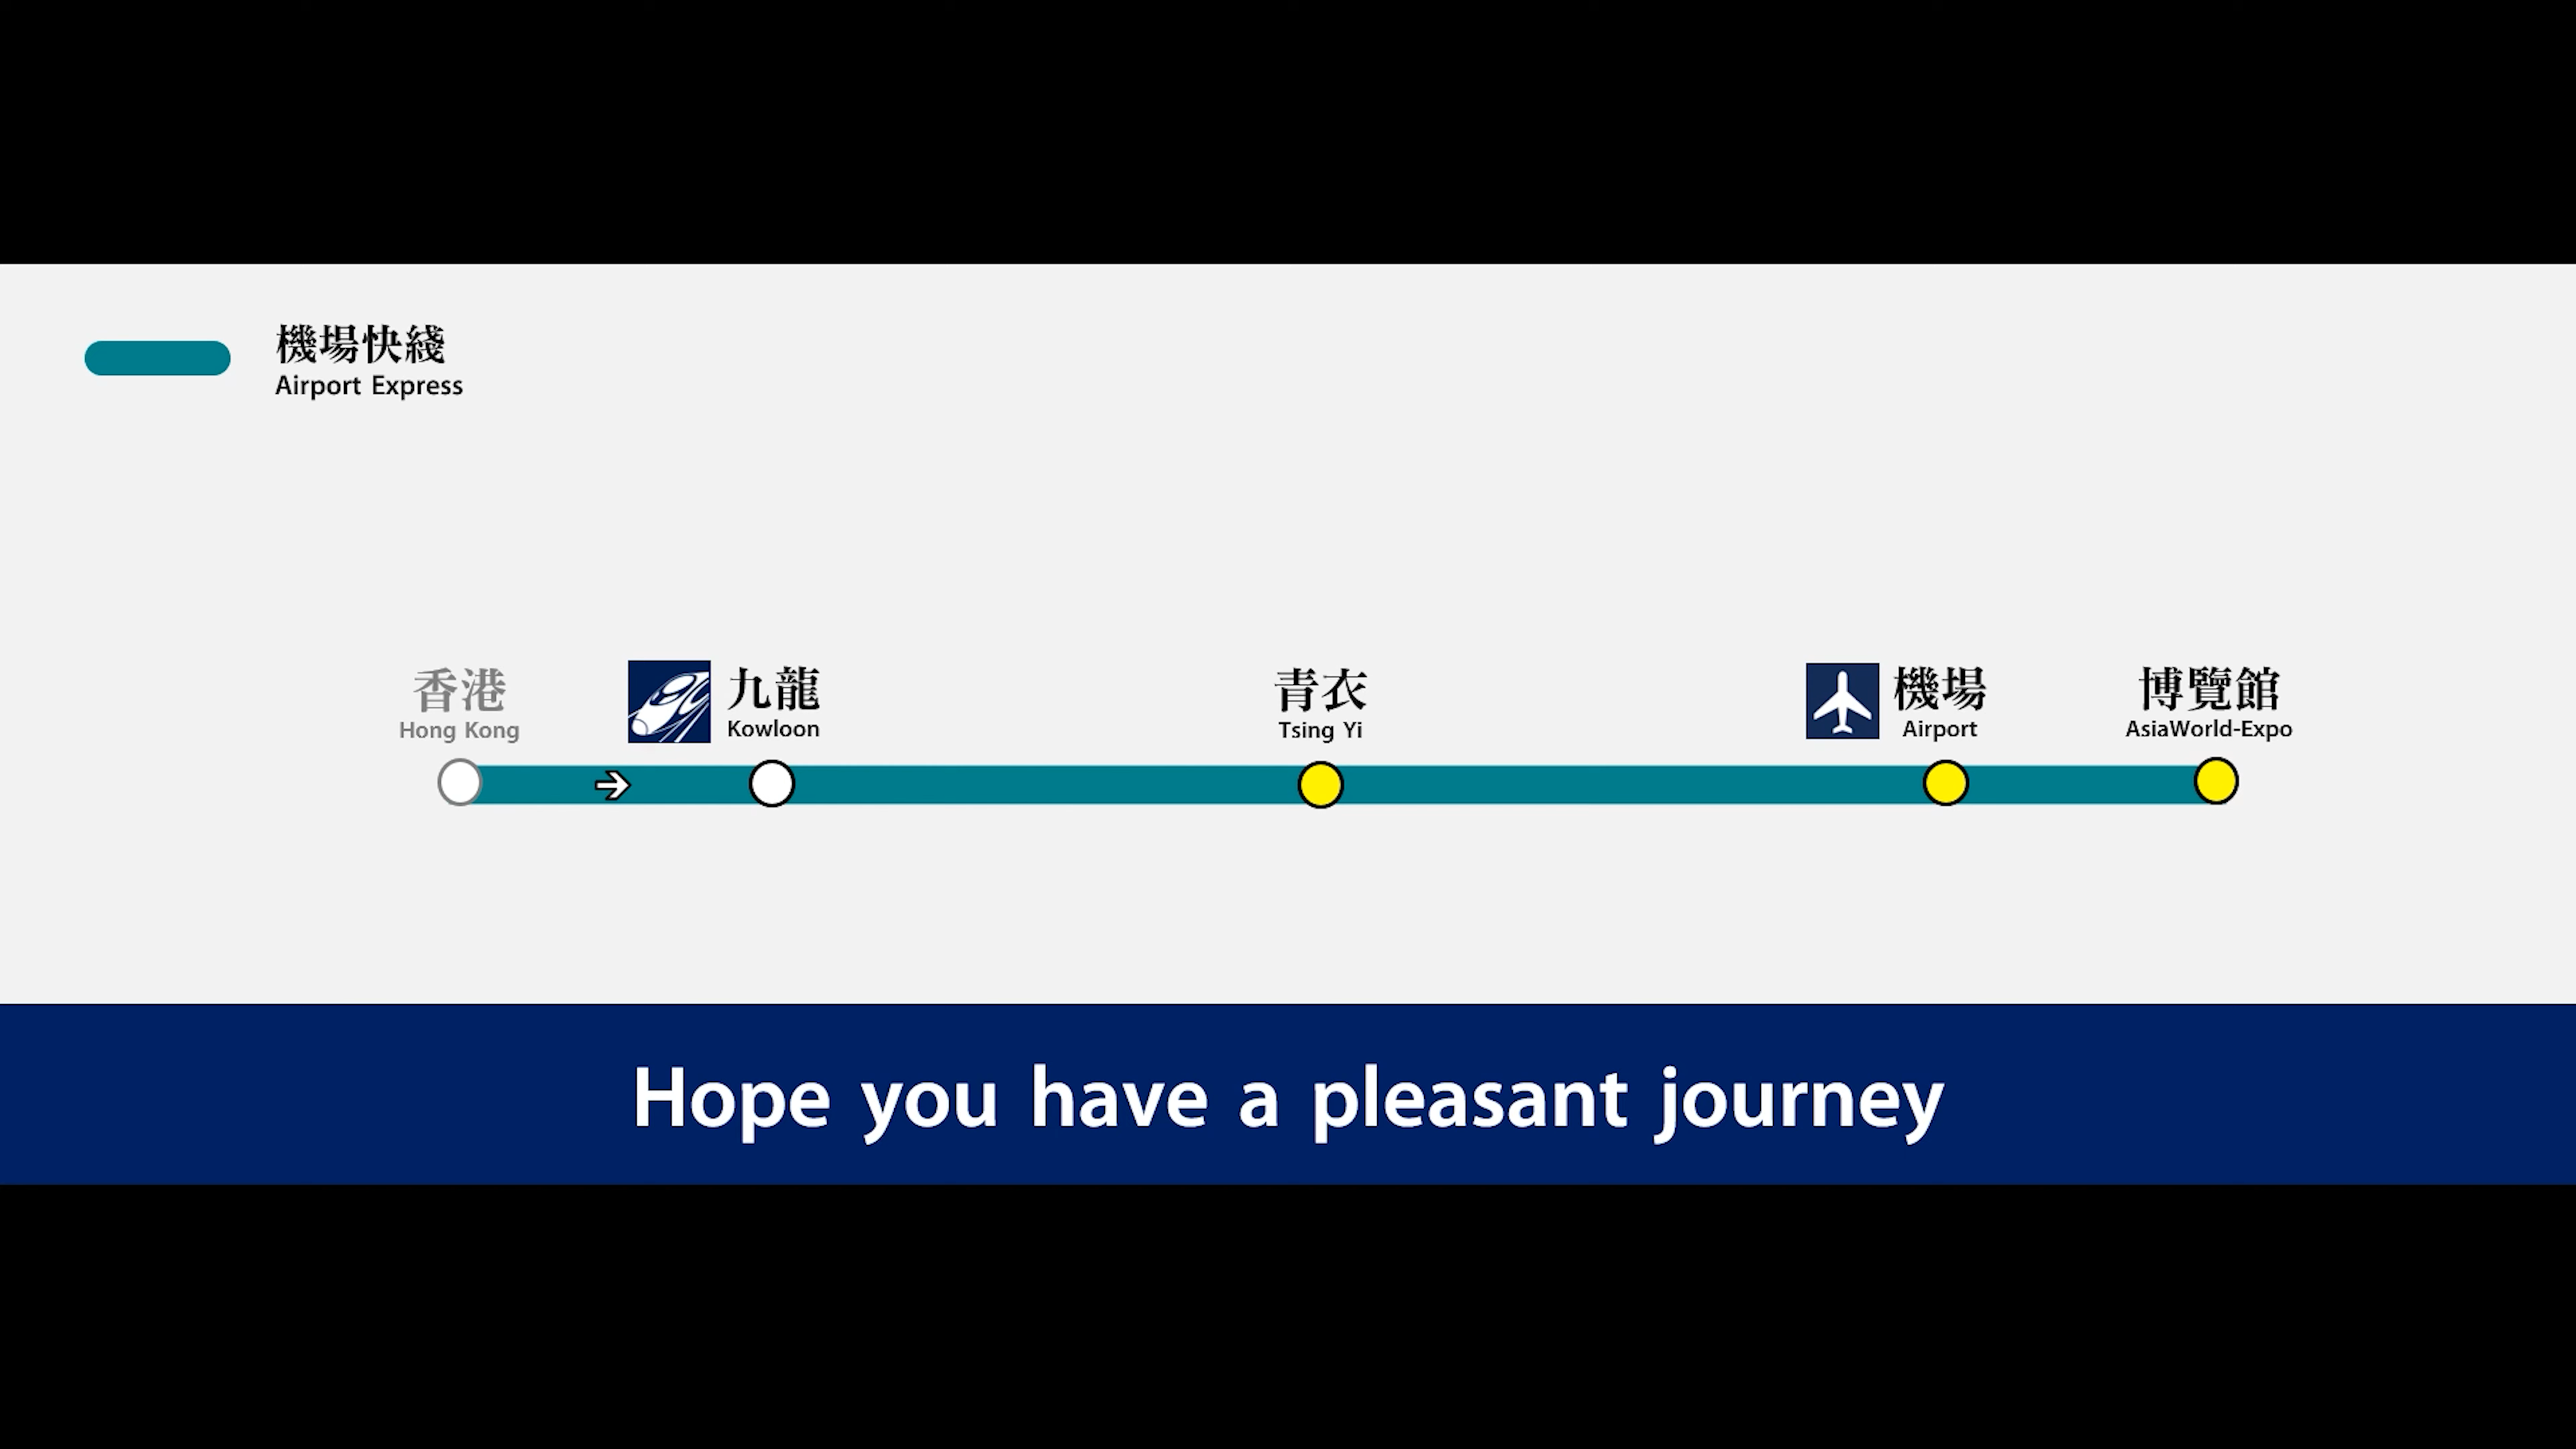 機場快綫
Airport Express
香港
Hong Kong
九龍
Kowloon
青衣
Tsing Yi
機場
Airport
博覽館
AsiaWorld-Expo
Hope you have a pleasant journey